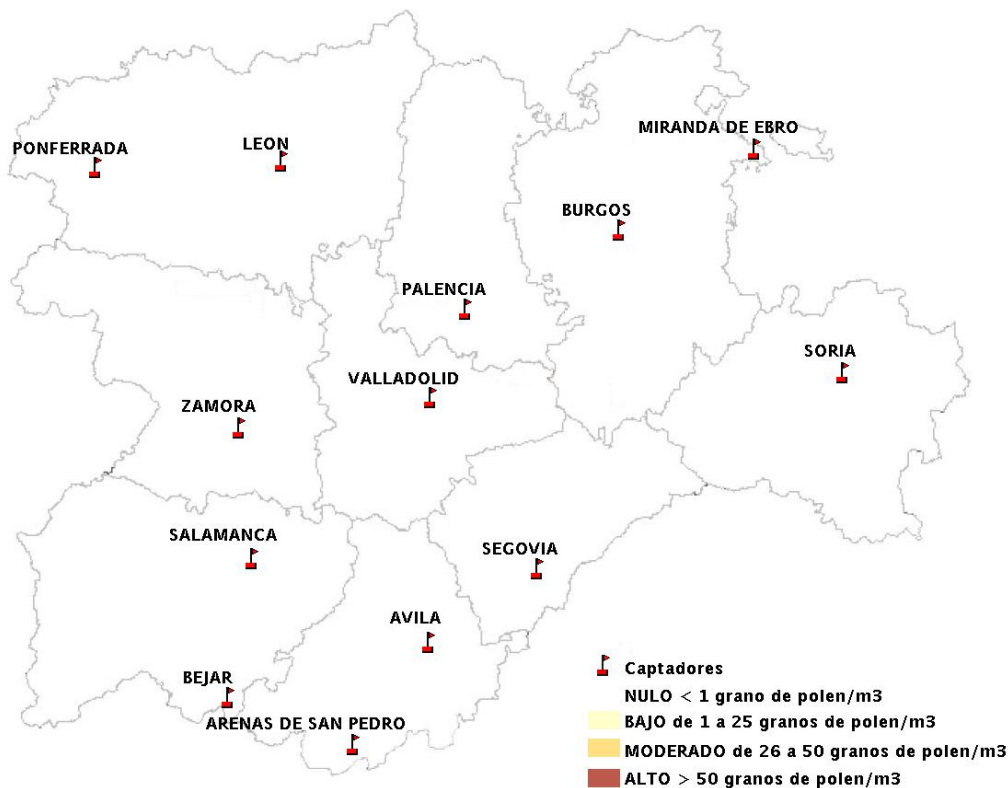 MIRANDA DE EBRO
PONFERRADA
LEON
BURGOS
PALENCIA
SORIA
VALLADOLID
ZAMORA
SALAMANCA
SEGOVIA
AVILA
BEJAR
ARENAS DE SAN PEDRO
Captadores
NULO < 1 grano de polen/m3
BAJO de 1 a 25 granos de polen/m3
MODERADO de 26 a 50 granos de polen/m3
ALTO > 50 granos de polen/m3